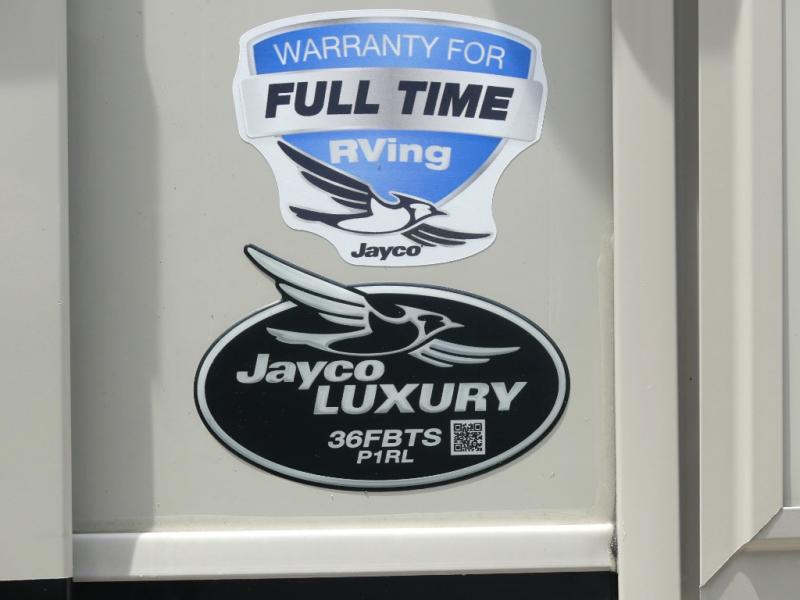 WARRANTY FOR
FULL TIME
RVing
Jayco
Jayco
LUXURY
36FBTS
P1RL